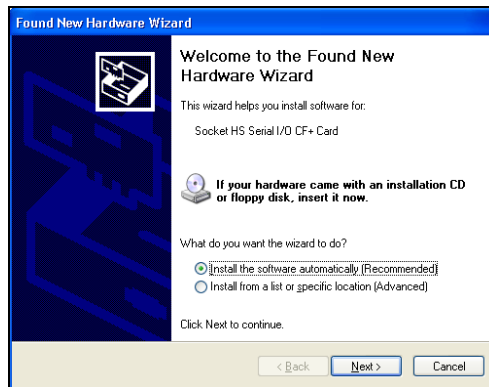 Found New Hardware Wizard
Welcome to the Found New
Hardware Wizard
This wizard helps you install software for:
Socket HS Serial I/O CF+ Card
If your hardware came with an installation CD
or floppy disk, insert it now.
What do you want the wizard to do?
Install the software automatically (Recommended)
Install from a list or specific location (Advanced)
Click Next to continue.
< Back Next > Cancel